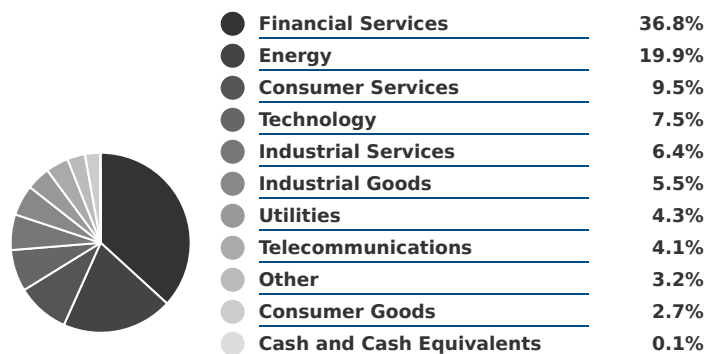 Financial Services 36.8%
Energy 19.9%
Consumer Services 9.5%
Technology 7.5%
Industrial Services 6.4%
Industrial Goods 5.5%
Utilities 4.3%
Telecommunications 4.1%
Other 3.2%
Consumer Goods 2.7%
Cash and Cash Equivalents 0.1%